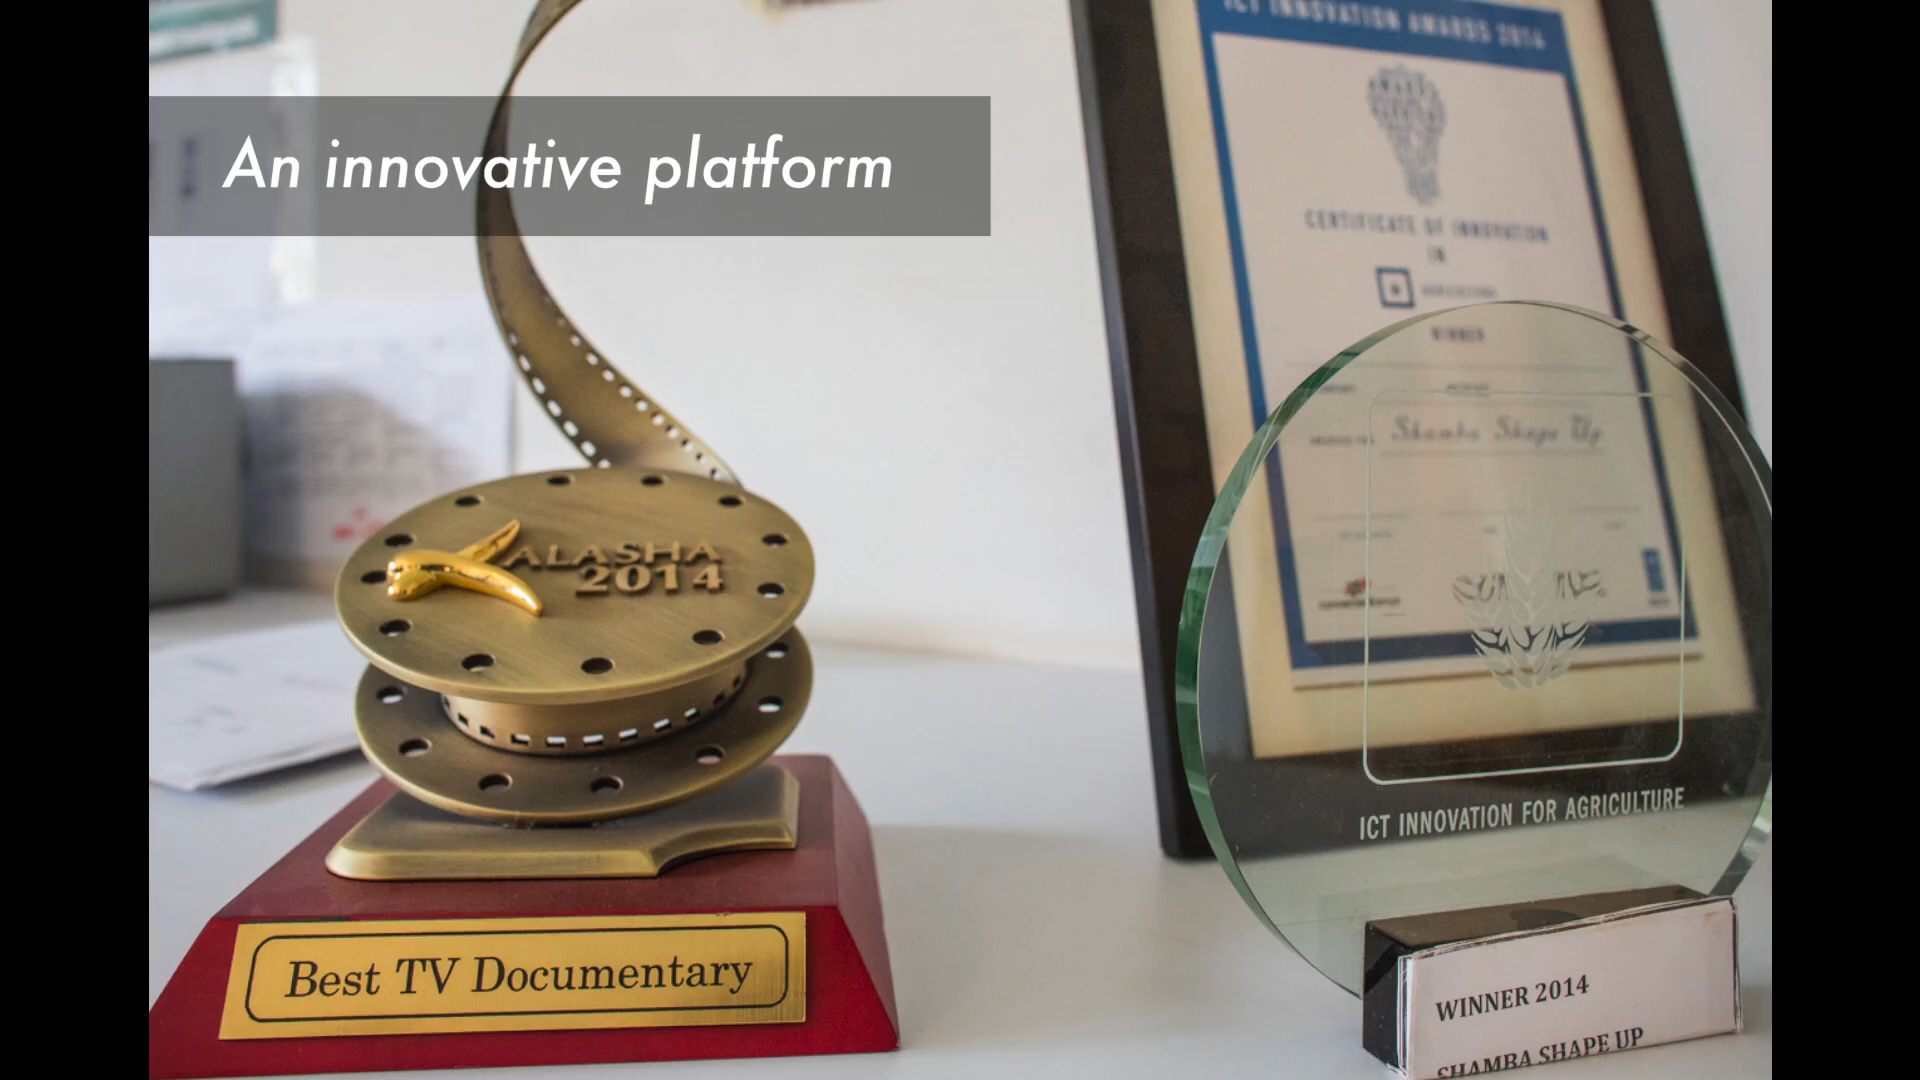 An innovative platform
ICT INNOVATION AWARDS 2014
CERTIFICATE OF INNOVATION
IN
AGRICULTURE
WINNER
Shamba Shape Up
KALASHA
2014
ICT INNOVATION FOR AGRICULTURE
Best TV Documentary
WINNER 2014
SHAMBA SHAPE UP